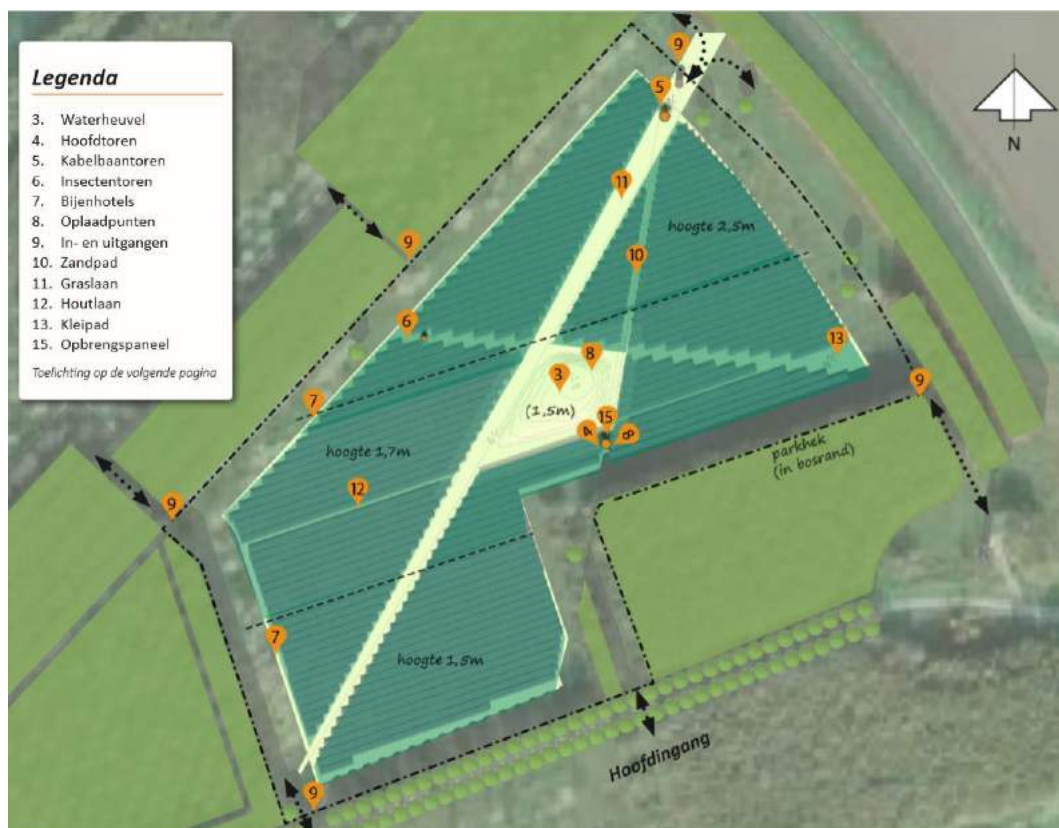 Legenda
3. Waterheuvel
4. Hoofdtoren
5. Kabelbaantoren
6. Insectentoren
7. Bijenhotels
8. Oplaadpunten
9. In- en uitgangen
10. Zandpad
11. Graslaan
12. Houtlaan
13. Kleipad
15. Opbrengspaneel
Toelichting op de volgende pagina
N
9
5
11
hoogte 2,5m
9
10
6
13
8
3
9
7
(1,5m)
15
4
8
hoogte 1,7m
parkhek
(in bosrand)
12
9
7
hoogte 1,5m
Hoofdingang
9